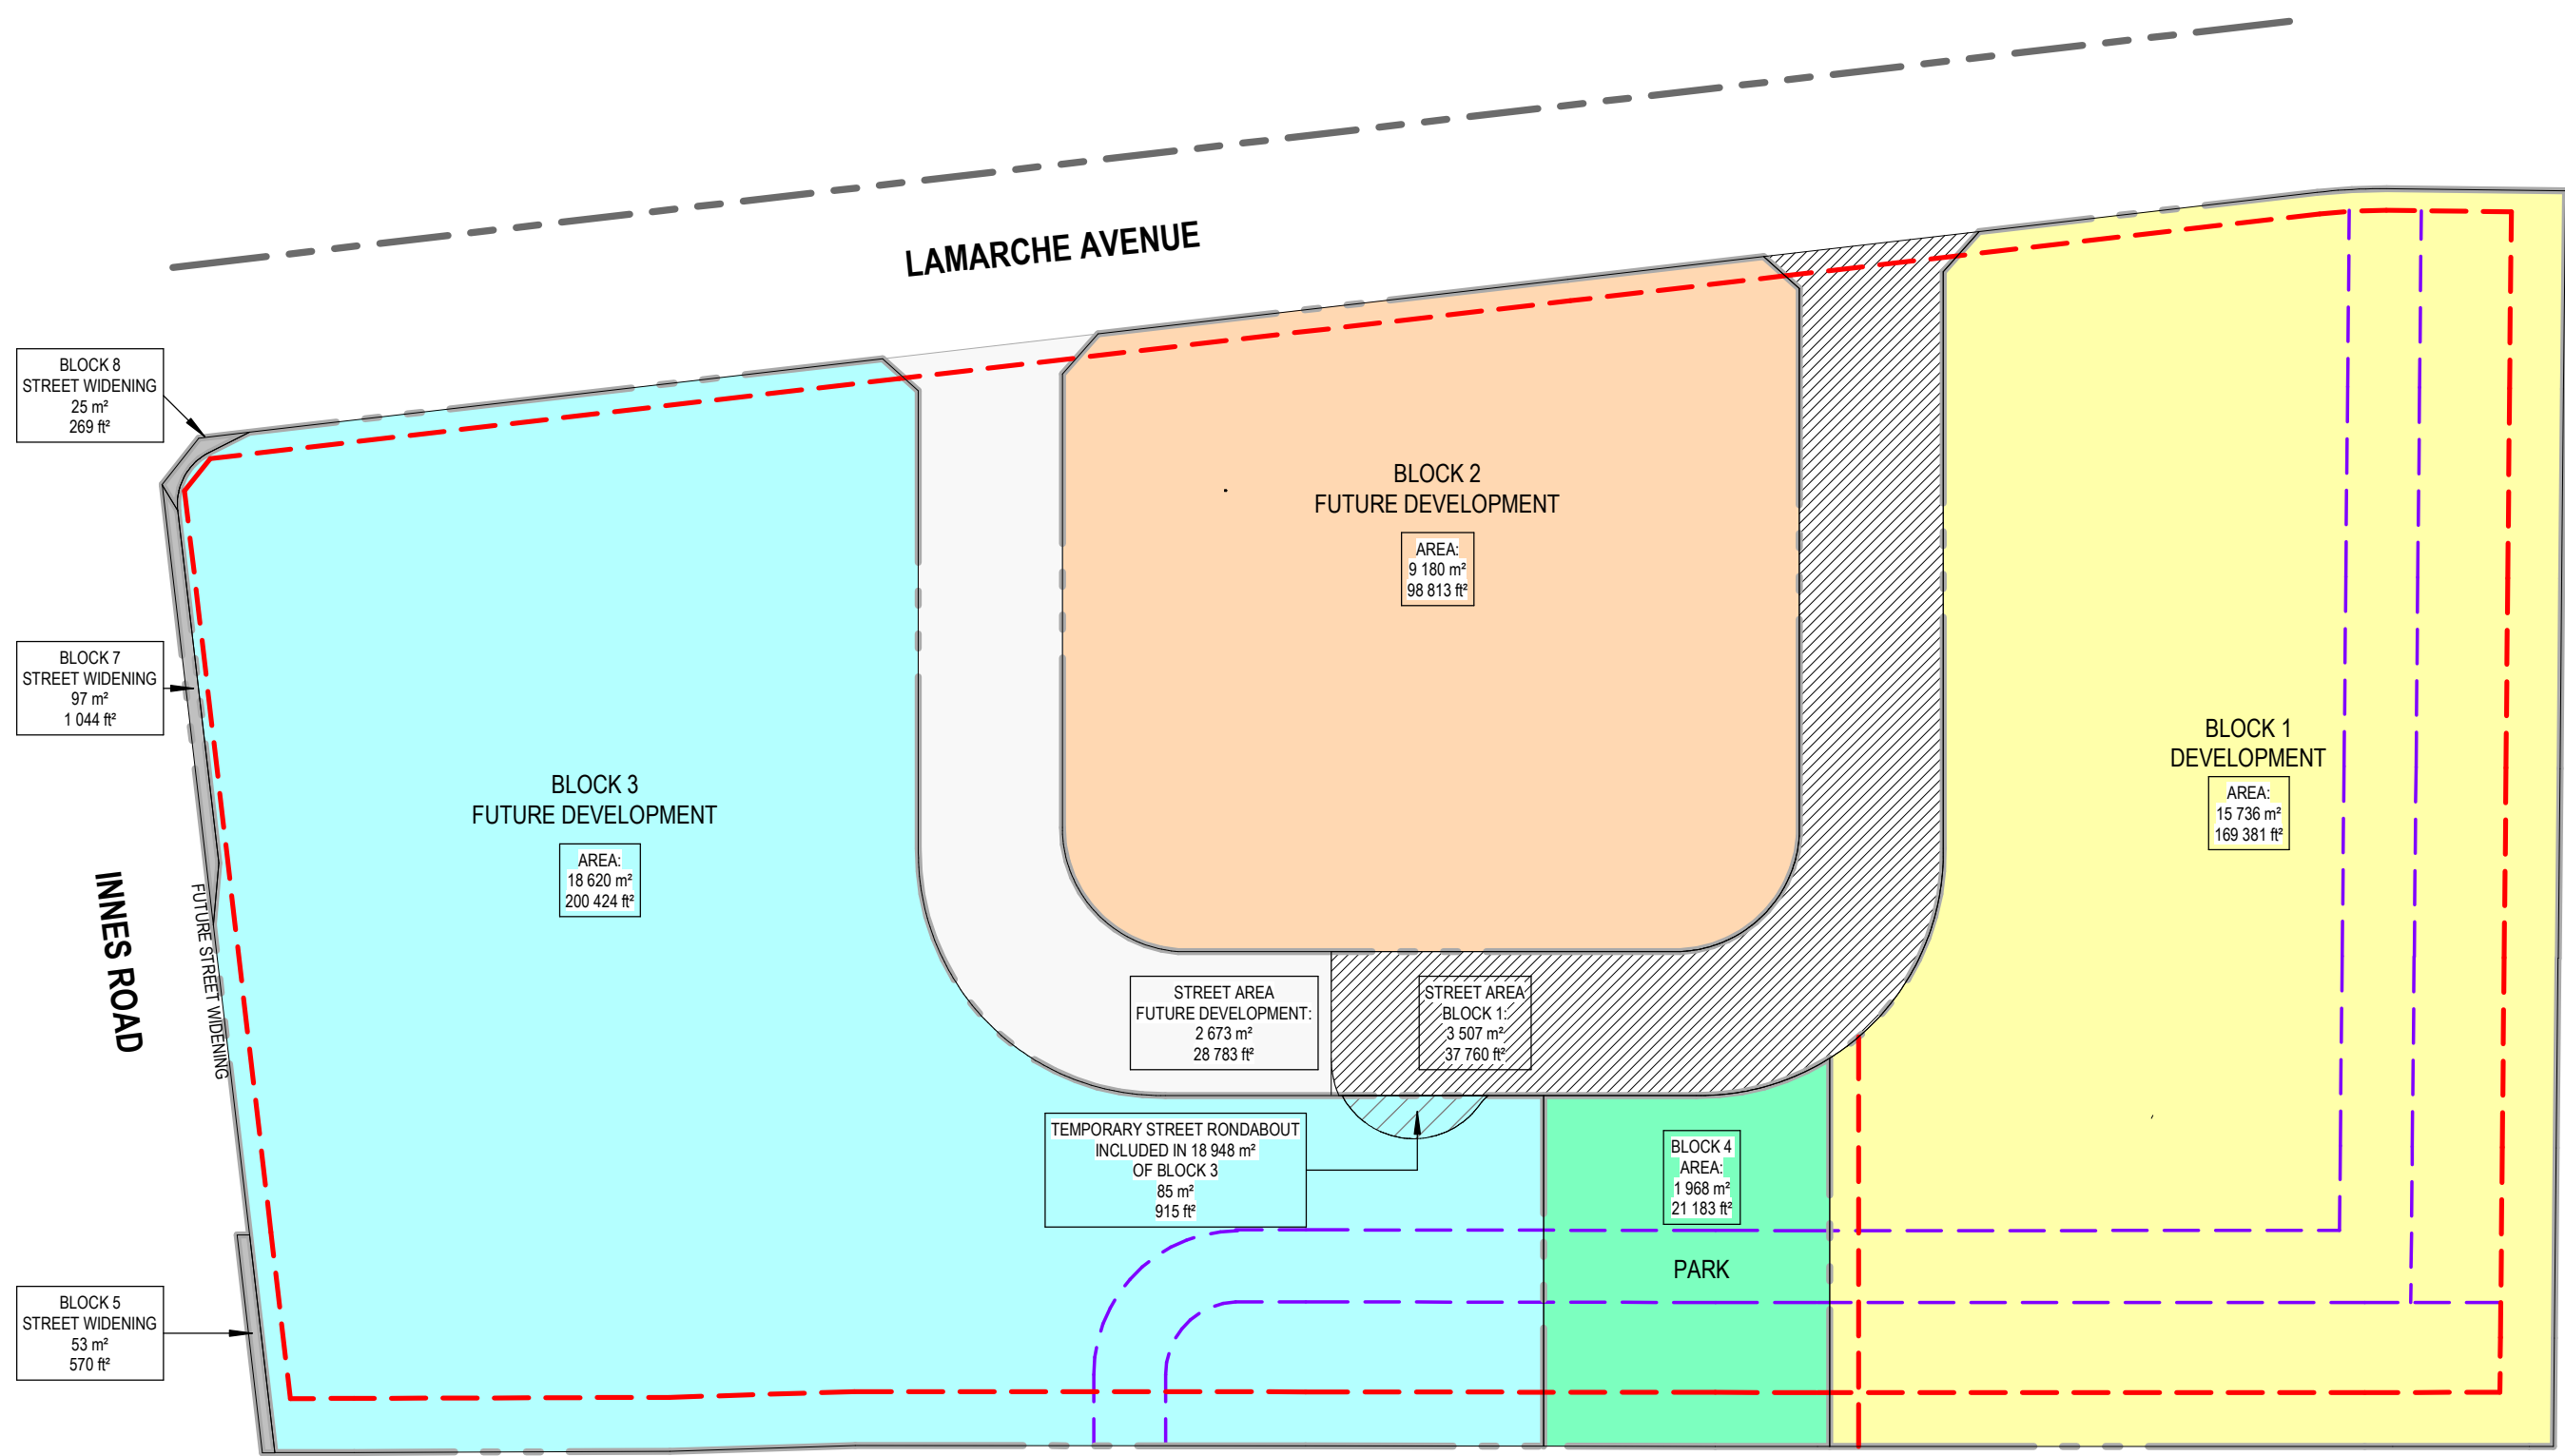 LAMARCHE AVENUE
BLOCK 8
STREET WIDENING
25 m²
269 ft²
BLOCK 2
FUTURE DEVELOPMENT
AREA:
9 180 m²
98 813 ft²
BLOCK 7
STREET WIDENING
97 m²
1 044 ft²
BLOCK 1
DEVELOPMENT
AREA:
15 736 m²
169 381 ft²
BLOCK 3
FUTURE DEVELOPMENT
AREA:
18 620 m²
200 424 ft²
INNES ROAD
FUTURE STREET WIDENING
STREET AREA
FUTURE DEVELOPMENT:
2 673 m²
28 783 ft²
STREET AREA
BLOCK 1:
3 507 m²
37 760 ft²
TEMPORARY STREET RONDABOUT
INCLUDED IN 18 948 m²
OF BLOCK 3
85 m²
915 ft²
BLOCK 4
AREA:
1 968 m²
21 183 ft²
PARK
BLOCK 5
STREET WIDENING
53 m²
570 ft²